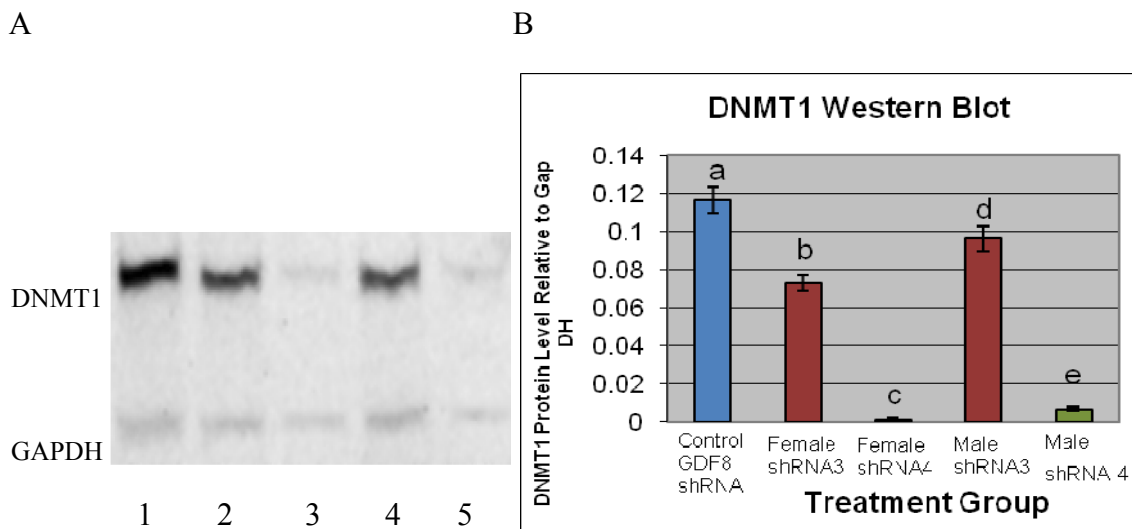 A
B
DNMT1
GAPDH
1 2 3 4 5
DNMT1 Western Blot
DNMT1 Protein Level Relative to Gap
DH
0.14
0.12
0.1
0.08
0.06
0.04
0.02
0
a
b
c
d
e
Control
GDF8
shRNA
Female
shRNA3
Female
shRNA4
Male
shRNA3
Male
shRNA 4
Treatment Group